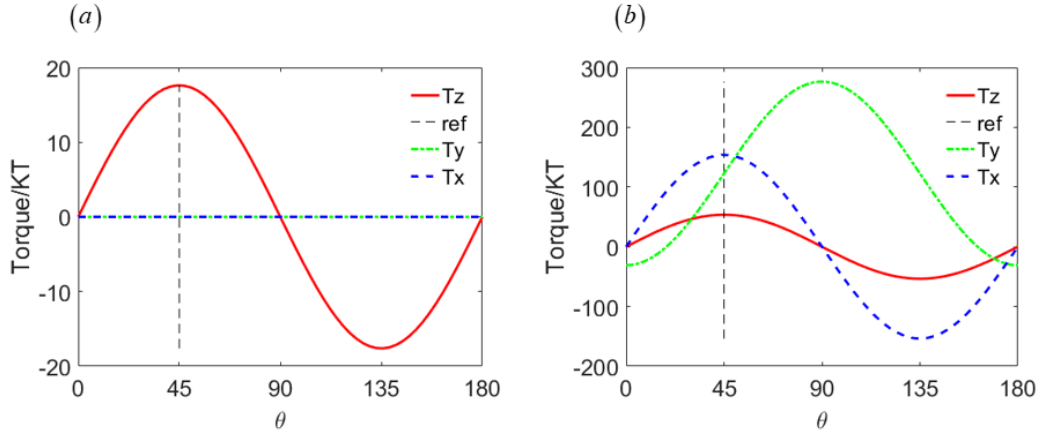 (a)
Torque/KT
20
10
0
-10
-20
0 45 90 135 180
θ
Tz
ref
Ty
Tx
(b)
Torque/KT
300
200
100
0
-100
-200
0 45 90 135 180
θ
Tz
ref
Ty
Tx